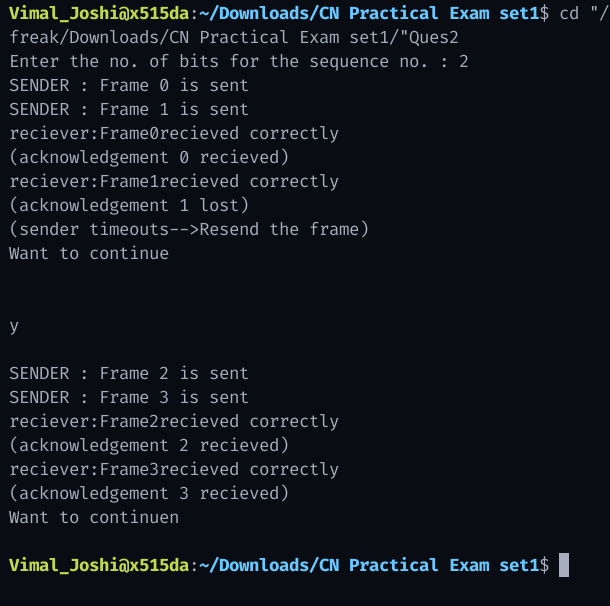 Vimal_Joshi@x515da:~/Downloads/CN Practical Exam set1$ cd "/
freak/Downloads/CN Practical Exam set1/"Ques2
Enter the no. of bits for the sequence no. : 2
SENDER : Frame 0 is sent
SENDER : Frame 1 is sent
reciever:Frame0recieved correctly
(acknowledgement 0 recieved)
reciever:Frame1recieved correctly
(acknowledgement 1 lost)
(sender timeouts-->Resend the frame)
Want to continue
y
SENDER : Frame 2 is sent
SENDER : Frame 3 is sent
reciever:Frame2recieved correctly
(acknowledgement 2 recieved)
reciever:Frame3recieved correctly
(acknowledgement 3 recieved)
Want to continuen
Vimal_Joshi@x515da:~/Downloads/CN Practical Exam set1$